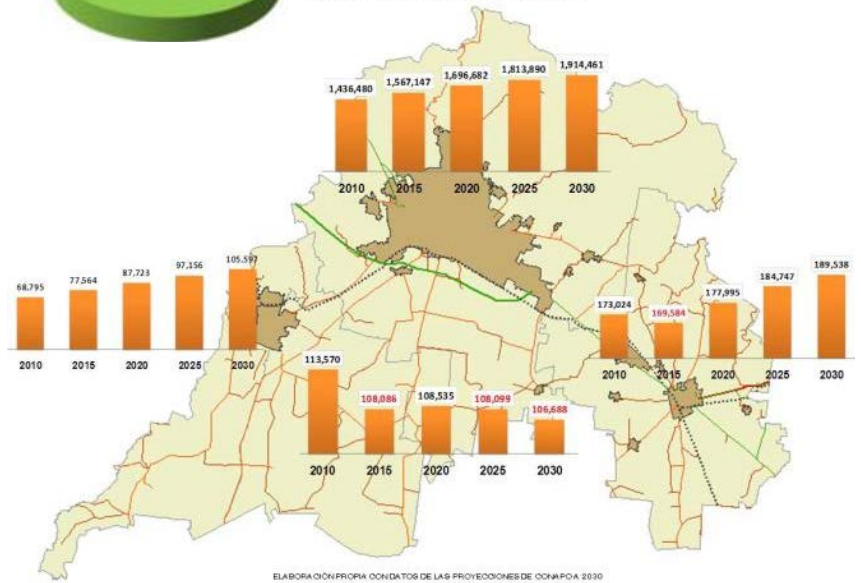 1,436,480 1,567,147 1,696,682 1,813,890 1,914,461
2010 2015 2020 2025 2030
68,795 77,564 87,723 97,156 105,597
2010 2015 2020 2025 2030
173,024 169,584 177,995 184,747 189,538
2010 2015 2020 2025 2030
113,570 108,086 108,535 108,099 106,688
2010 2015 2020 2025 2030
ELABORACIÓN PROPIA CON DATOS DE LAS PROYECCIONES DE CONAPO A 2030